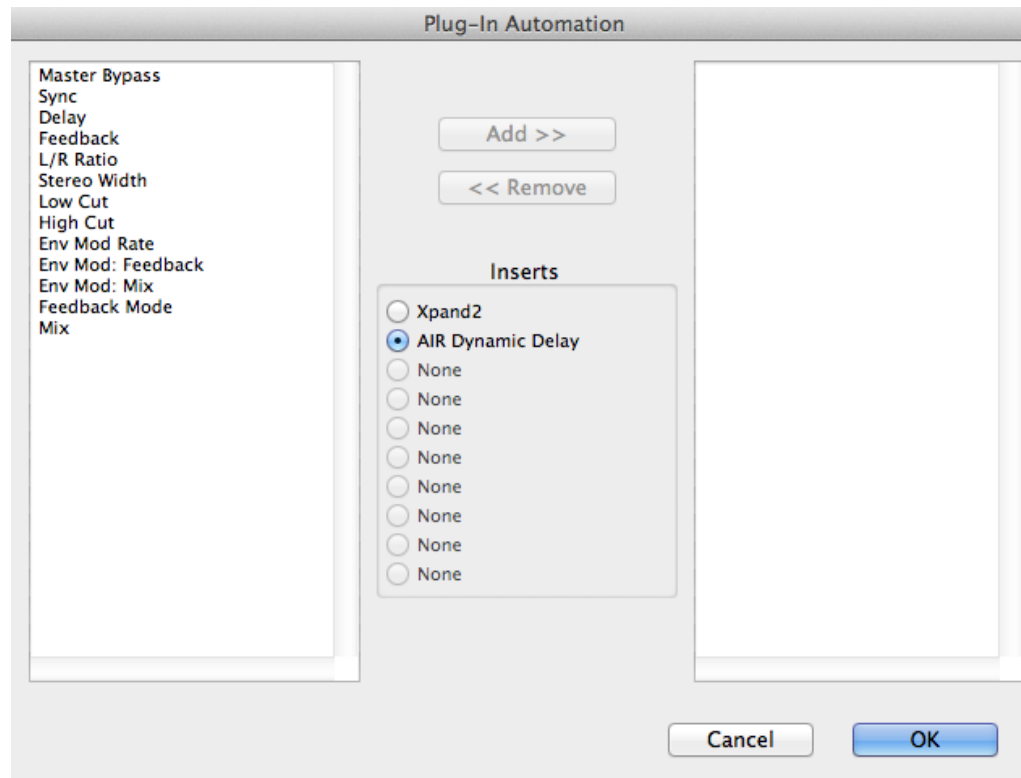 Plug-In Automation
Master Bypass
Sync
Delay
Feedback
L/R Ratio
Stereo Width
Low Cut
High Cut
Env Mod Rate
Env Mod: Feedback
Env Mod: Mix
Feedback Mode
Mix
Add >>
<< Remove
Inserts
Xpand2
AIR Dynamic Delay
None
None
None
None
None
None
None
None
Cancel
OK